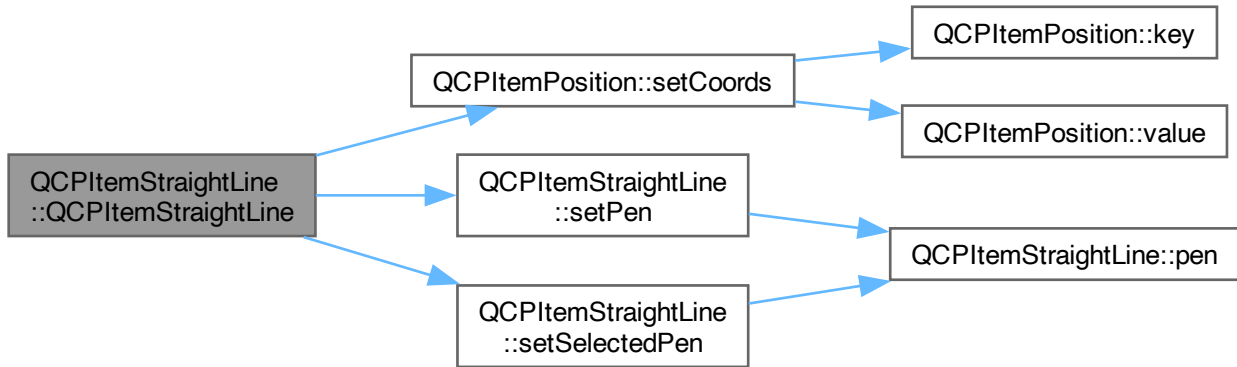 QCPItemStraightLine
::QCPItemStraightLine
QCPItemPosition::setCoords
QCPItemPosition::key
QCPItemPosition::value
QCPItemStraightLine
::setPen
QCPItemStraightLine::pen
QCPItemStraightLine
::setSelectedPen